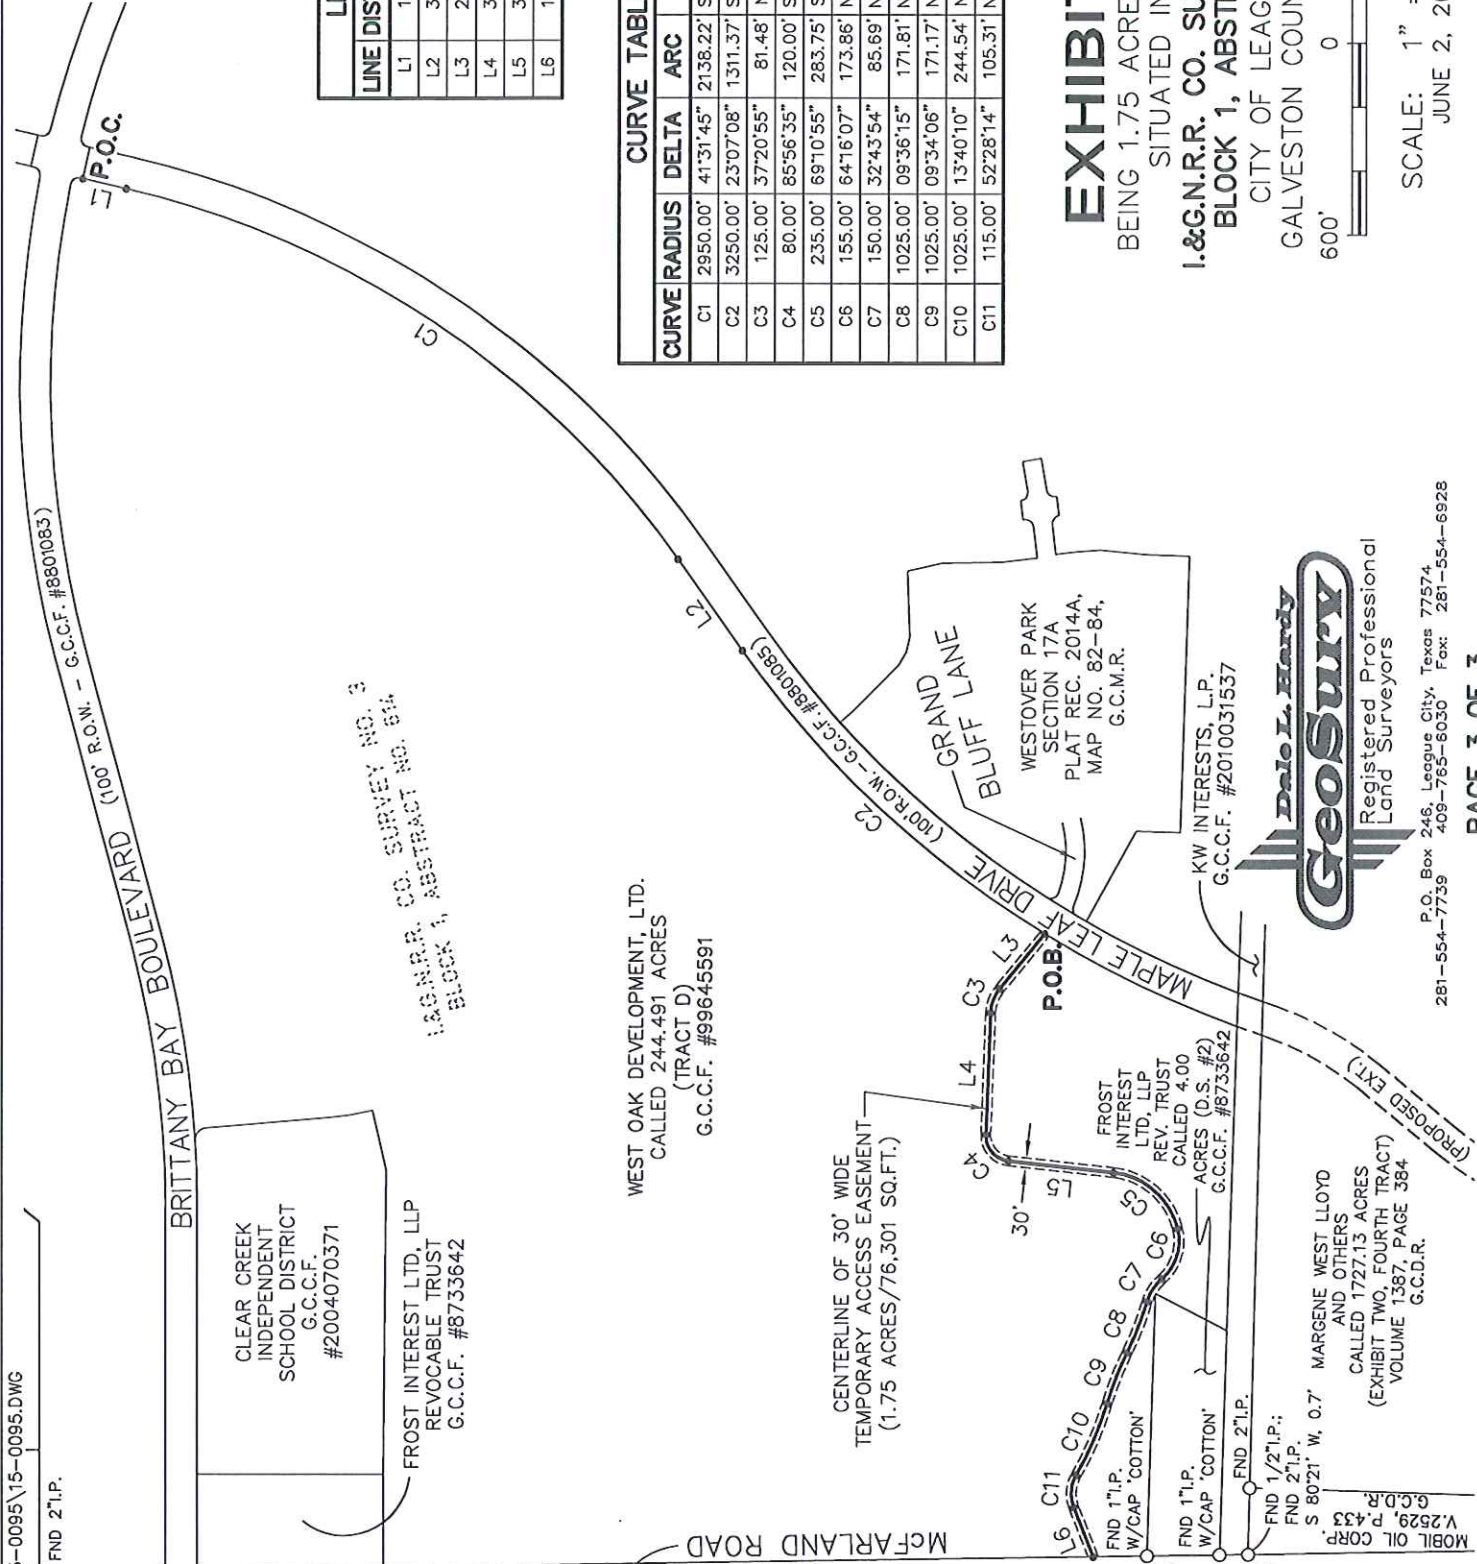 -0095\15-0095.DWG
FND 2"I.P.
BRITTANY BAY BOULEVARD (100' R.O.W. - G.C.C.F. #8801083)
P.O.C.
L1
C1
L2
C2
CLEAR CREEK
INDEPENDENT
SCHOOL DISTRICT
G.C.C.F.
#2004070371
FROST INTEREST LTD, LLP
REVOCABLE TRUST
G.C.C.F. #8733642
I.&G.N.R.R. CO. SURVEY NO. 3
BLOCK 1, ABSTRACT NO. 614
WEST OAK DEVELOPMENT, LTD.
CALLED 244.491 ACRES
(TRACT D)
G.C.C.F. #99645591
CENTERLINE OF 30' WIDE
TEMPORARY ACCESS EASEMENT
(1.75 ACRES/76,301 SQ.FT.)
MAPLE LEAF DRIVE (100' R.O.W. - G.C.C.F. #8801085)
P.O.B.
L3
C3
L4
C4
L5
30'
C5
C6
C7
C8
C9
C10
C11
L6
GRAND
BLUFF LANE
WESTOVER PARK
SECTION 17A
PLAT REC. 2014A,
MAP NO. 82-84,
G.C.M.R.
KW INTERESTS, L.P.
G.C.C.F. #2010031537
FROST
INTEREST
LTD, LLP
REV. TRUST
CALLED 4.00
ACRES (D.S. #2)
G.C.C.F. #8733642
(PROPOSED EXT.)
MARGENE WEST LLOYD
AND OTHERS
CALLED 1727.13 ACRES
(EXHIBIT TWO, FOURTH TRACT)
VOLUME 1387, PAGE 384
G.C.D.R.
McFARLAND ROAD
FND 1"I.P.
W/CAP 'COTTON'
FND 1"I.P.
W/CAP 'COTTON'
FND 2"I.P.
FND 1/2"I.P.;
FND 2"I.P.
S 80°21' W, 0.7'
MOBIL OIL CORP.
V.2529, P.433
G.C.D.R.
LINE DIS
L1 1
L2 3
L3 2
L4 3
L5 3
L6 1
CURVE TABL
CURVE RADIUS DELTA ARC
C1 2950.00' 41°31'45" 2138.22' S
C2 3250.00' 23°07'08" 1311.37' S
C3 125.00' 37°20'55" 81.48' N
C4 80.00' 85°56'35" 120.00' S
C5 235.00' 69°10'55" 283.75' S
C6 155.00' 64°16'07" 173.86' N
C7 150.00' 32°43'54" 85.69' N
C8 1025.00' 09°36'15" 171.81' N
C9 1025.00' 09°34'06" 171.17' N
C10 1025.00' 13°40'10" 244.54' N
C11 115.00' 52°28'14" 105.31' N
EXHIBIT
BEING 1.75 ACRE
SITUATED IN
I.&G.N.R.R. CO. SU
BLOCK 1, ABST
CITY OF LEAG
GALVESTON COUN
600' 0
SCALE: 1" =
JUNE 2, 20
Dale L. Hardy
GeoSurv
Registered Professional
Land Surveyors
P.O. Box 246, League City, Texas 77574
281-554-7739 409-765-6030 Fax: 281-554-6928
PAGE 3 OF 3